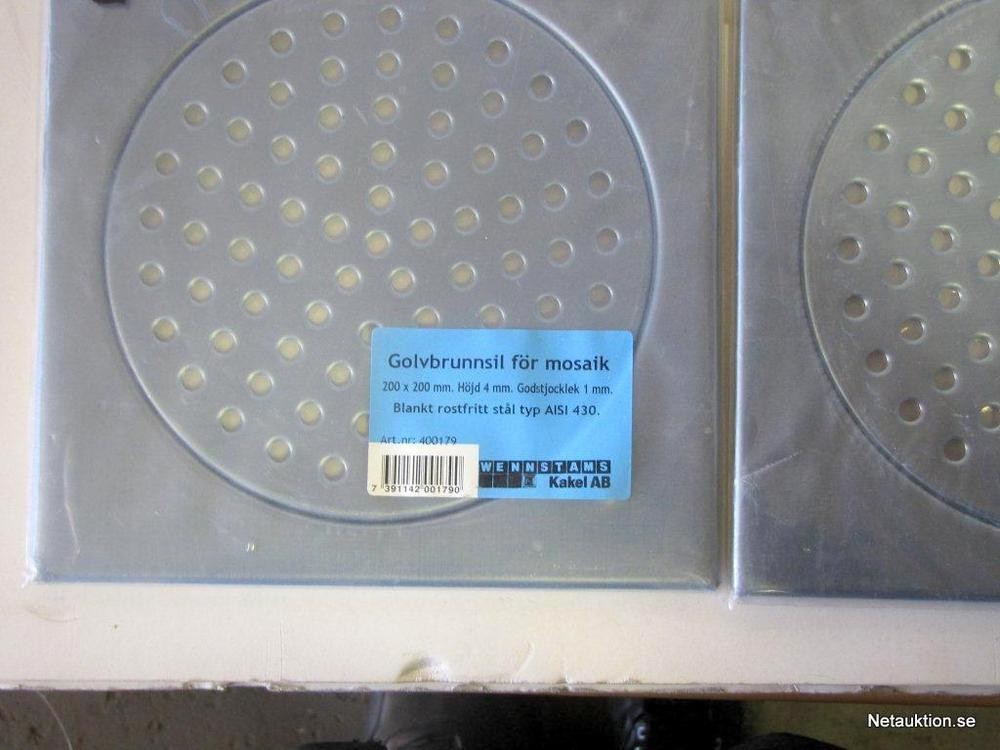 Golvbrunnsil för mosaik
200 x 200 mm. Höjd 4 mm. Godstjocklek 1 mm.
Blankt rostfritt stål typ AISI 430.
Art.nr: 400179
7 391142 001790
WENNSTAMS
Kakel AB
Netauktion.se